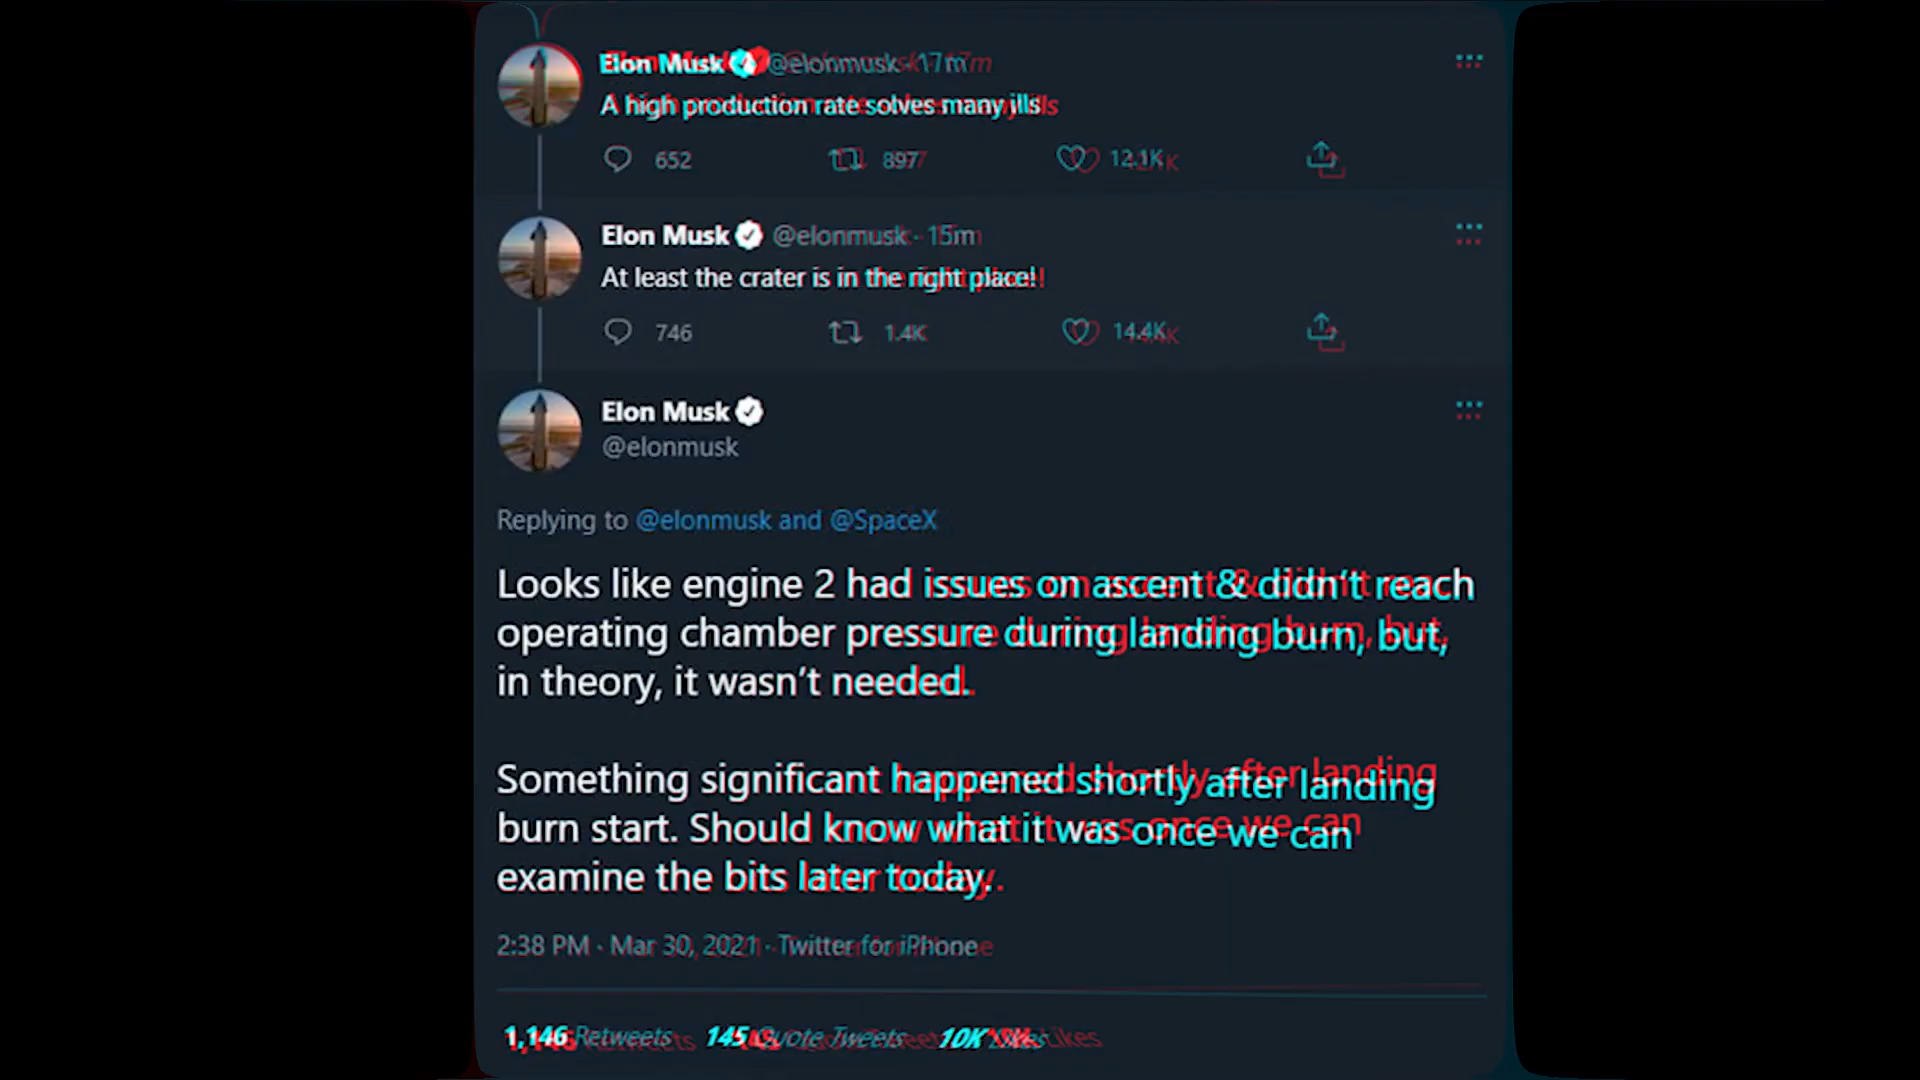 Elon Musk @elonmusk · 17m
A high production rate solves many ills
652 897 12.1K
Elon Musk @elonmusk · 15m
At least the crater is in the right place!
746 1.4K 14.4K
Elon Musk
@elonmusk
Replying to @elonmusk and @SpaceX
Looks like engine 2 had issues on ascent & didn't reach
operating chamber pressure during landing burn, but,
in theory, it wasn't needed.
Something significant happened shortly after landing
burn start. Should know what it was once we can
examine the bits later today.
2:38 PM · Mar 30, 2021 · Twitter for iPhone
1,146 Retweets 145 Quote Tweets 10K Likes